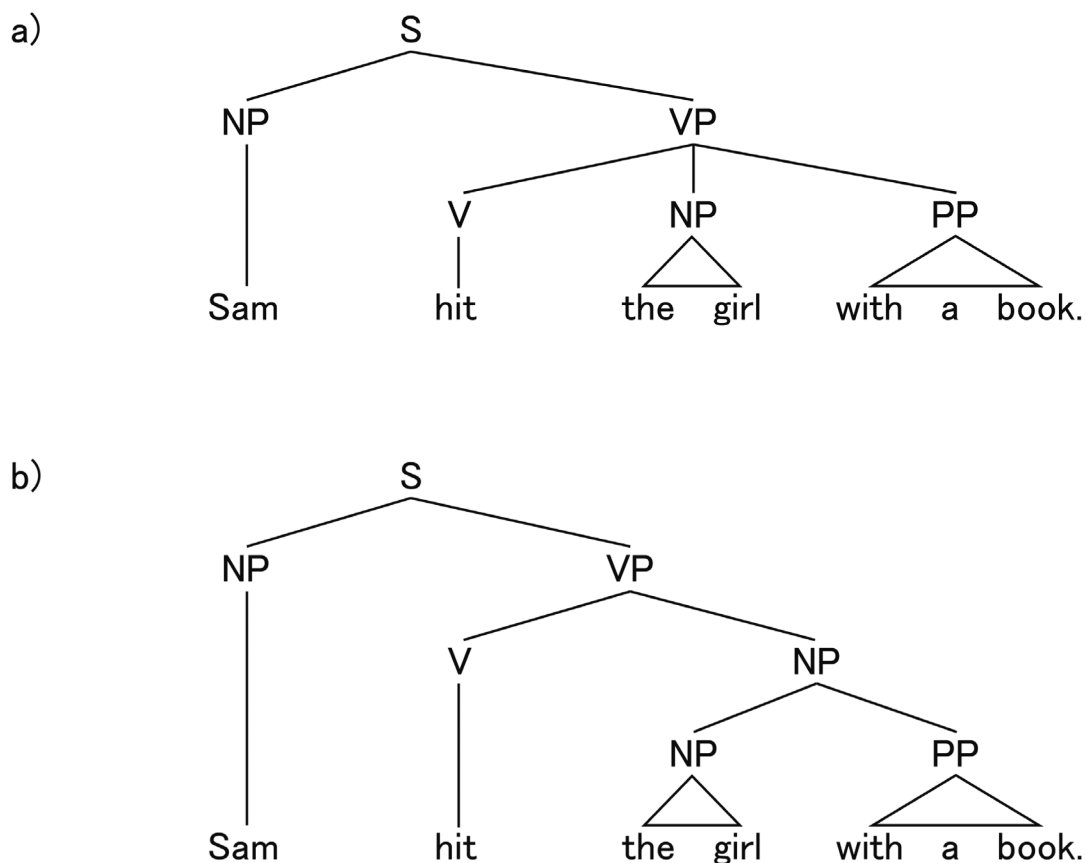 a)
S
NP VP
V NP PP
Sam hit the girl with a book.
b)
S
NP VP
V NP
NP PP
Sam hit the girl with a book.